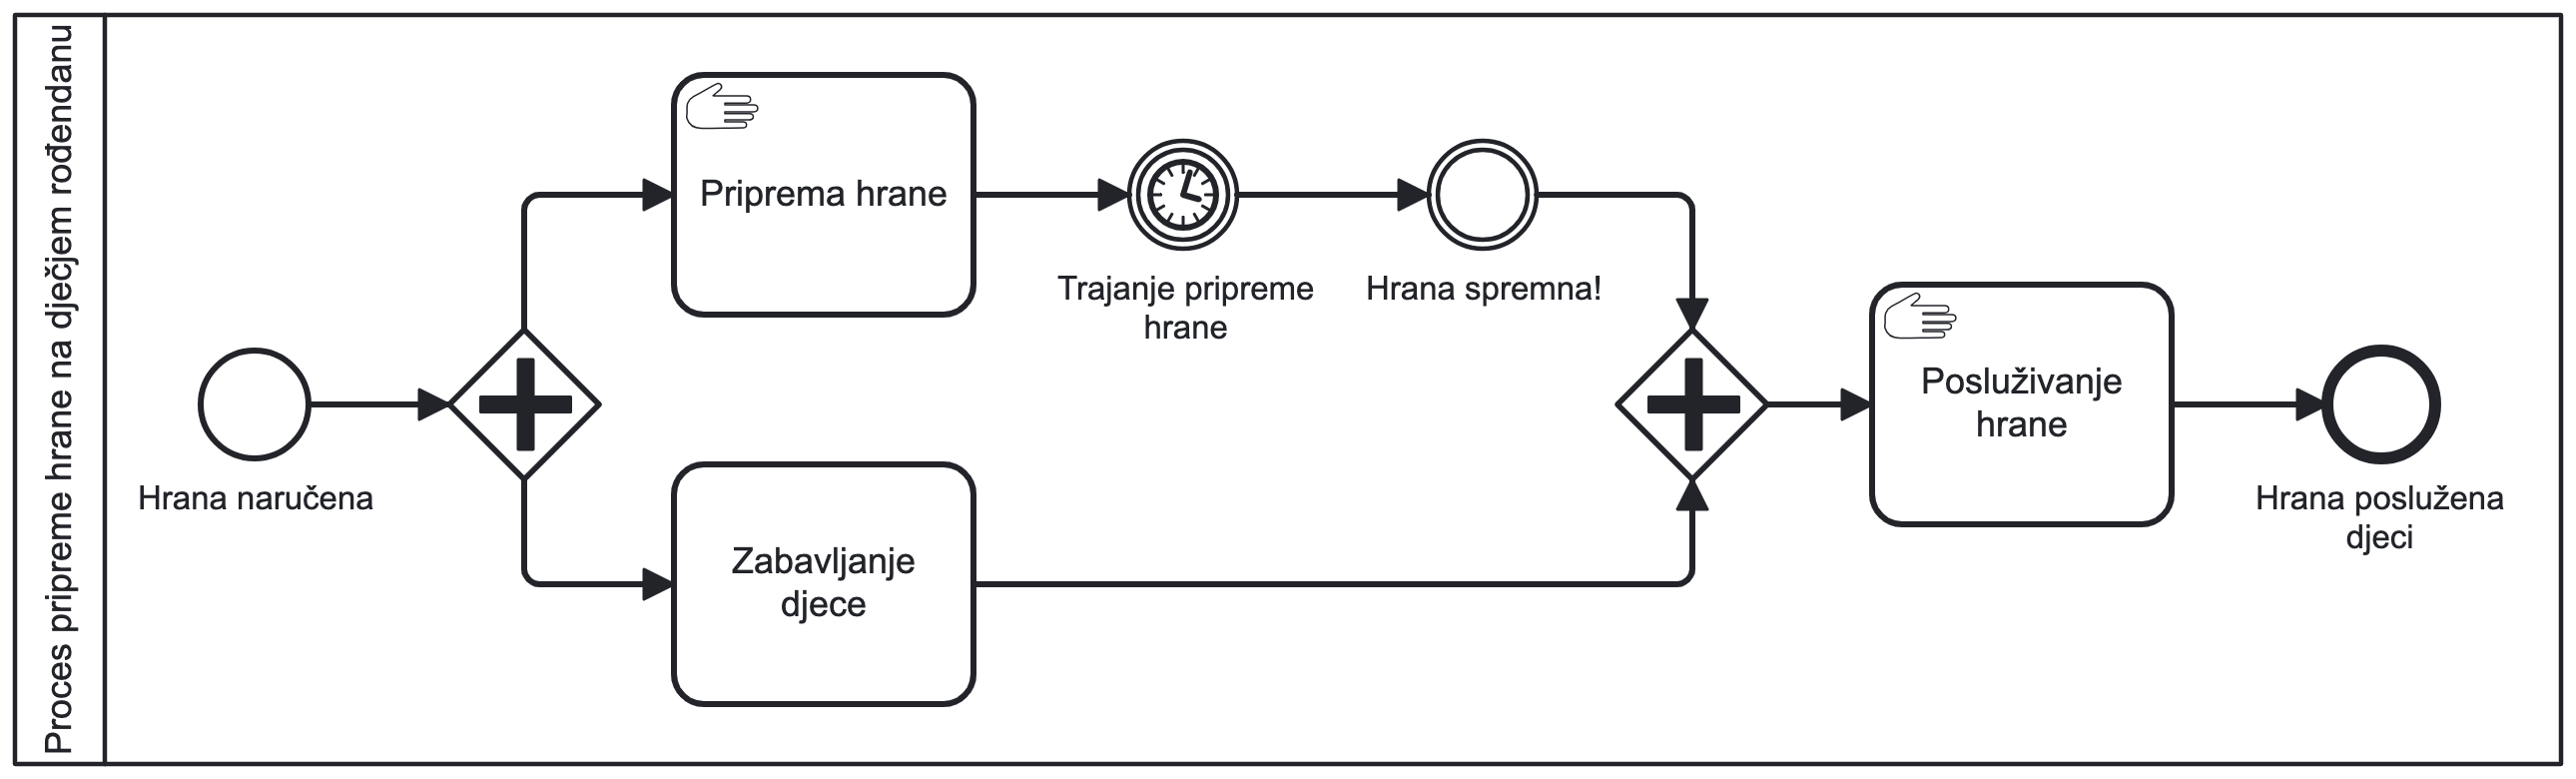 Proces pripreme hrane na dječjem rođendanu
Hrana naručena
Priprema hrane
Trajanje pripreme
hrane
Hrana spremna!
Zabavljanje
djece
Posluživanje
hrane
Hrana poslužena
djeci